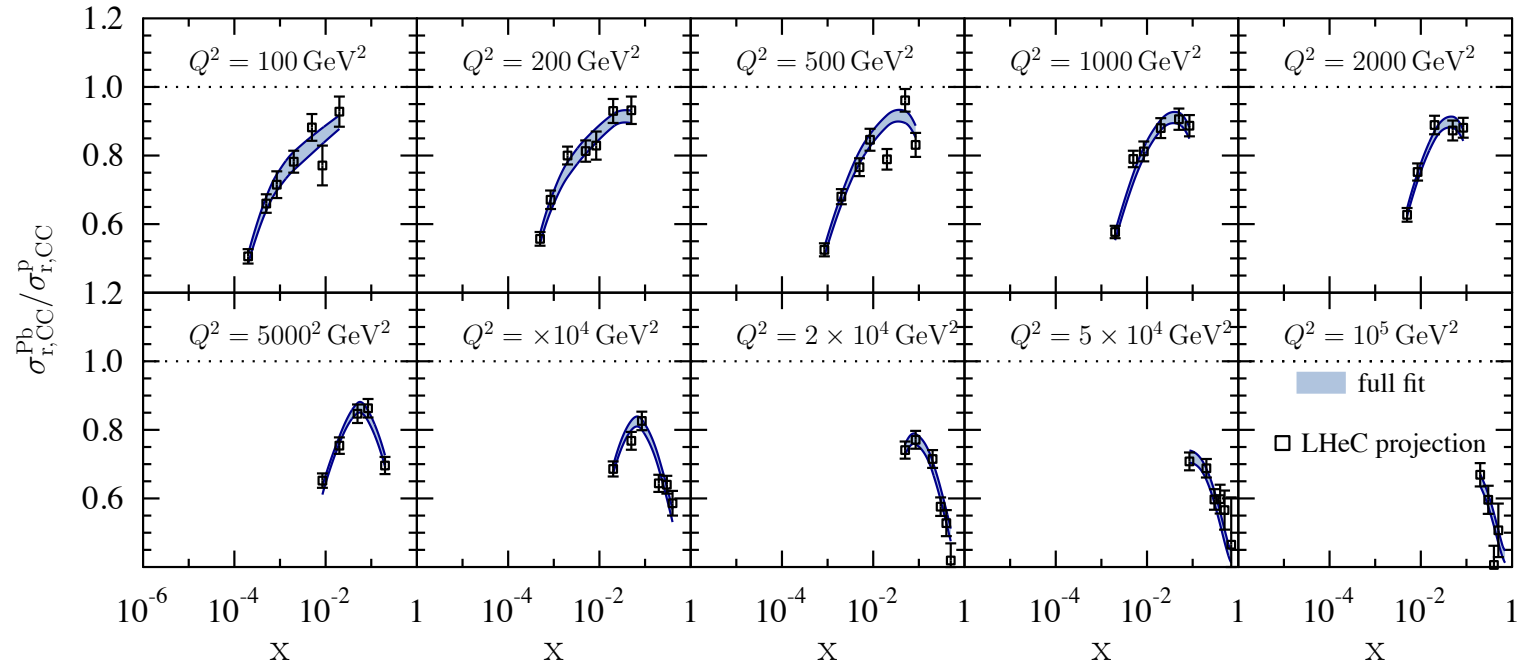 1.2
Q² = 100 GeV²
Q² = 200 GeV²
Q² = 500 GeV²
Q² = 1000 GeV²
Q² = 2000 GeV²
1.0
0.8
0.6
σ^Pb_r,CC/σ^p_r,CC
1.2
Q² = 5000² GeV²
Q² = ×10⁴ GeV²
Q² = 2 × 10⁴ GeV²
Q² = 5 × 10⁴ GeV²
Q² = 10⁵ GeV²
1.0
full fit
0.8
LHeC projection
0.6
10⁻⁶ 10⁻⁴ 10⁻² 1 10⁻⁴ 10⁻² 1 10⁻⁴ 10⁻² 1 10⁻⁴ 10⁻² 1 10⁻⁴ 10⁻² 1
x x x x x